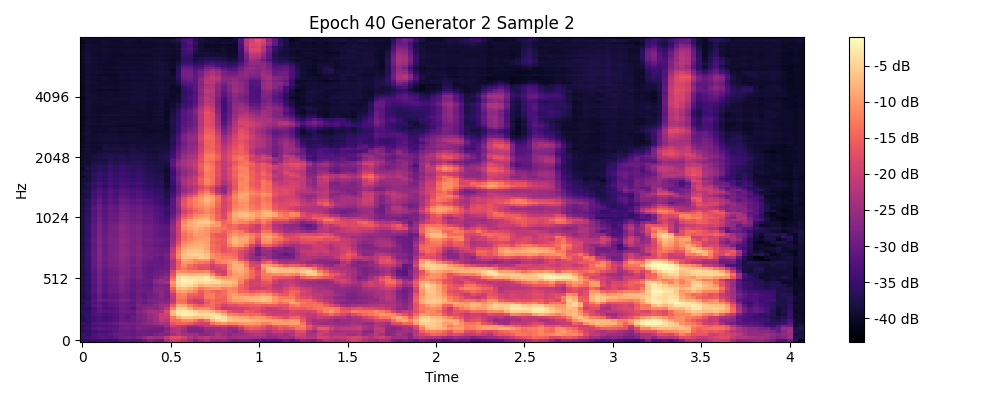 Epoch 40 Generator 2 Sample 2
Hz
4096
2048
1024
512
0
0 0.5 1 1.5 2 2.5 3 3.5 4
Time
-5 dB
-10 dB
-15 dB
-20 dB
-25 dB
-30 dB
-35 dB
-40 dB